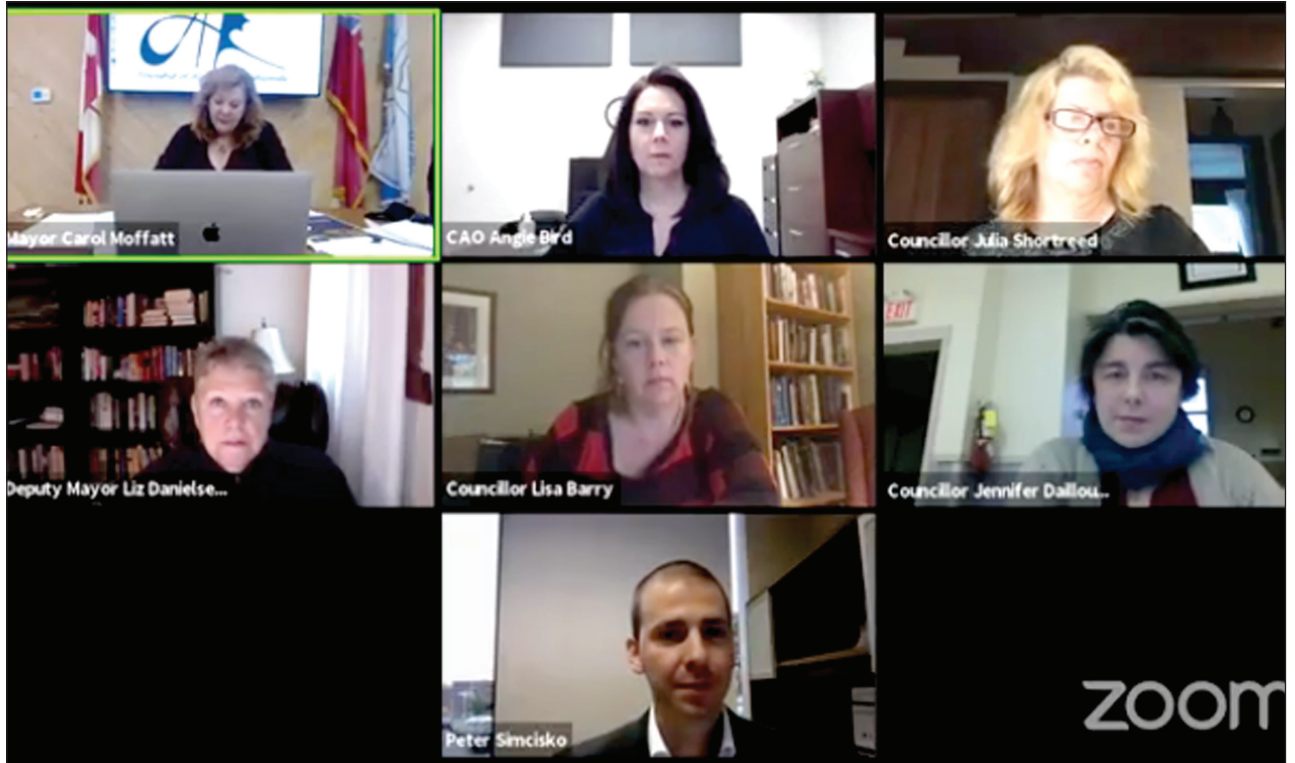 Mayor Carol Moffatt
CAO Angie Bird
Councillor Julia Shortreed
EXIT
Deputy Mayor Liz Danielse...
Councillor Lisa Barry
Councillor Jennifer Daillou...
Peter Simcisko
zoom